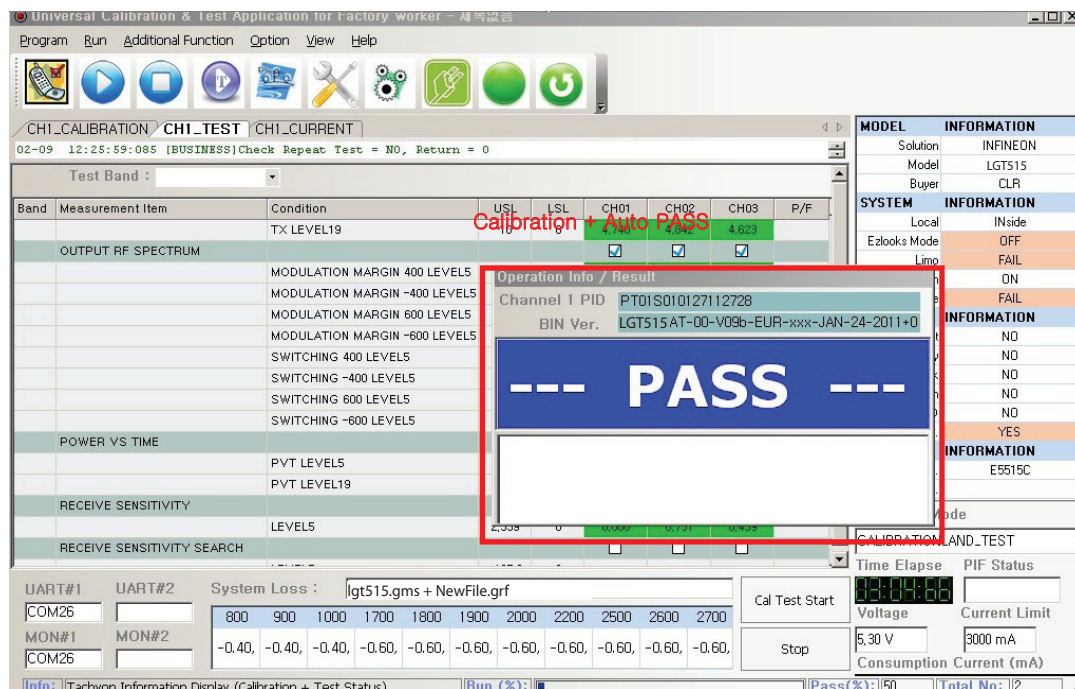 Universal Calibration & Test Application for Factory worker - 제목없음
Program Run Additional Function Option View Help
CH1_CALIBRATION CH1_TEST CH1_CURRENT
02-09 12:25:59:085 [BUSINESS]Check Repeat Test = NO, Return = 0
Test Band :
Band Measurement Item Condition USL LSL CH01 CH02 CH03 P/F
Calibration + Auto PASS
TX LEVEL19 4,623
OUTPUT RF SPECTRUM
MODULATION MARGIN 400 LEVEL5
MODULATION MARGIN -400 LEVEL5
MODULATION MARGIN 600 LEVEL5
MODULATION MARGIN -600 LEVEL5
SWITCHING 400 LEVEL5
SWITCHING -400 LEVEL5
SWITCHING 600 LEVEL5
SWITCHING -600 LEVEL5
POWER VS TIME
PVT LEVEL5
PVT LEVEL19
RECEIVE SENSITIVITY
LEVEL5
RECEIVE SENSITIVITY SEARCH
Operation Info / Result
Channel 1 PID PT01S010127112728
BIN Ver. LGT515AT-00-V09b-EUR-xxx-JAN-24-2011+0
--- PASS ---
MODEL INFORMATION
Solution INFINEON
Model LGT515
Buyer CLR
SYSTEM INFORMATION
Local INside
Ezlooks Mode OFF
Limo FAIL
ON
FAIL
INFORMATION
NO
NO
NO
NO
NO
YES
INFORMATION
E5515C
CALIBRATION AND_TEST
Time Elapse PIF Status
Voltage Current Limit
5,30 V 3000 mA
Consumption Current (mA)
UART#1 UART#2
COM26
MON#1 MON#2
COM26
System Loss : lgt515.gms + NewFile.grf
800 900 1000 1700 1800 1900 2000 2200 2500 2600 2700
-0.40, -0.40, -0.40, -0.60, -0.60, -0.60, -0.60, -0.60, -0.60, -0.60, -0.60,
Cal Test Start
Stop
Info: Tachyon Information Display (Calibration + Test Status) Run (%): Pass(%): 50 Total No: 2